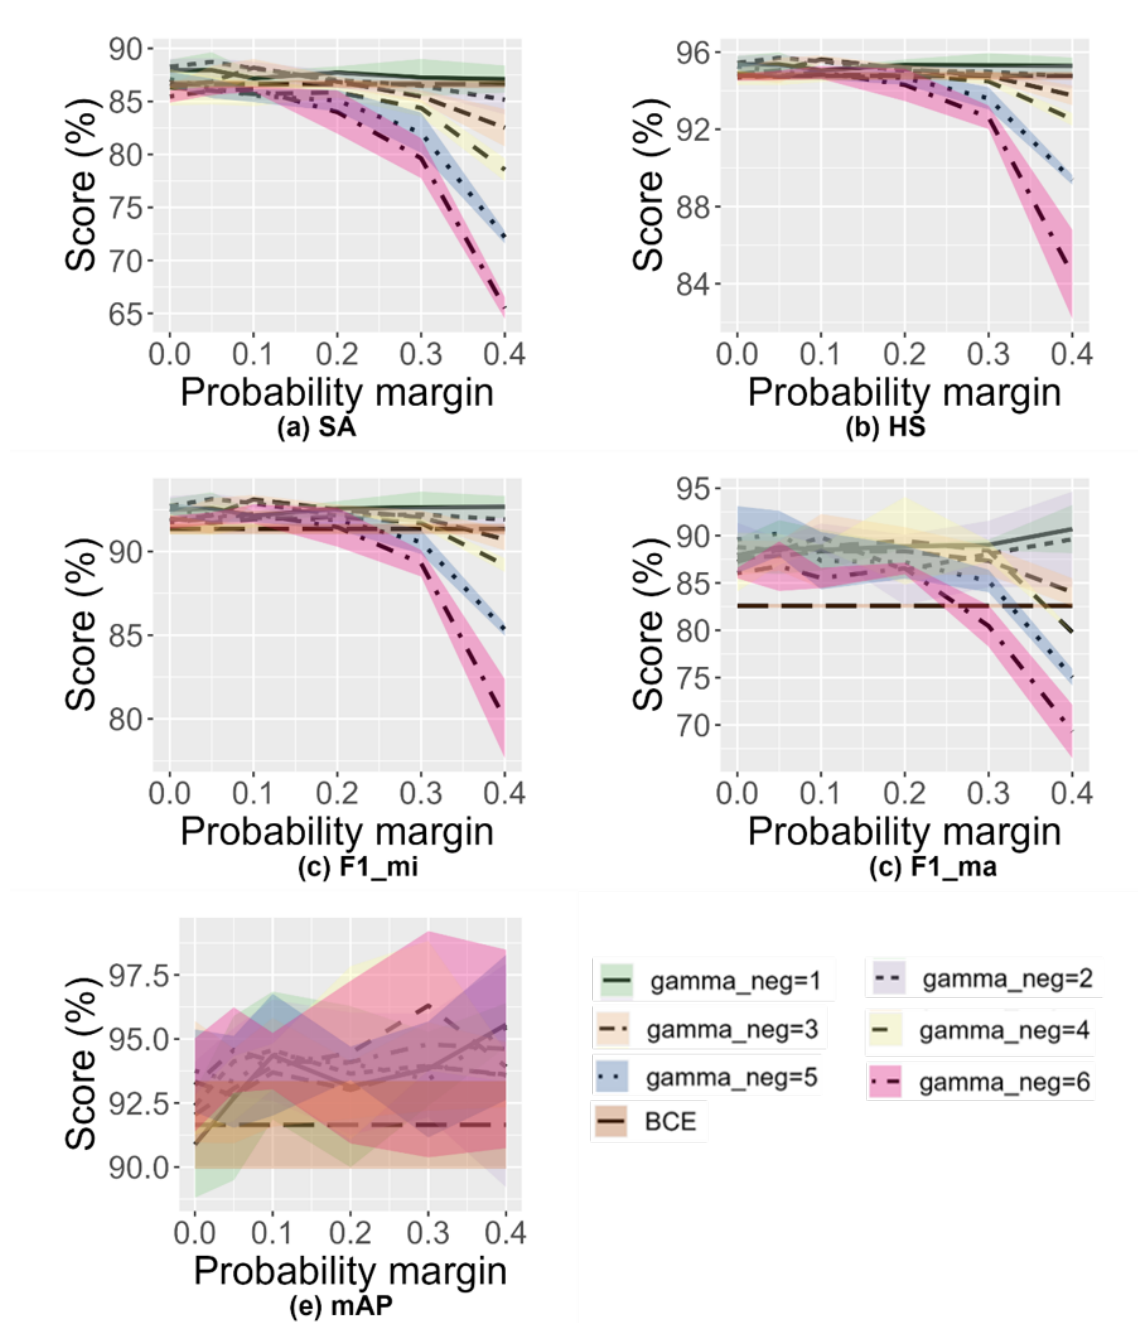 90
85
80
75
70
65
Score (%)
0.0 0.1 0.2 0.3 0.4
Probability margin
(a) SA
96
92
88
84
Score (%)
0.0 0.1 0.2 0.3 0.4
Probability margin
(b) HS
90
85
80
Score (%)
0.0 0.1 0.2 0.3 0.4
Probability margin
(c) F1_mi
95
90
85
80
75
70
Score (%)
0.0 0.1 0.2 0.3 0.4
Probability margin
(c) F1_ma
97.5
95.0
92.5
90.0
Score (%)
0.0 0.1 0.2 0.3 0.4
Probability margin
(e) mAP
gamma_neg=1
gamma_neg=2
gamma_neg=3
gamma_neg=4
gamma_neg=5
gamma_neg=6
BCE